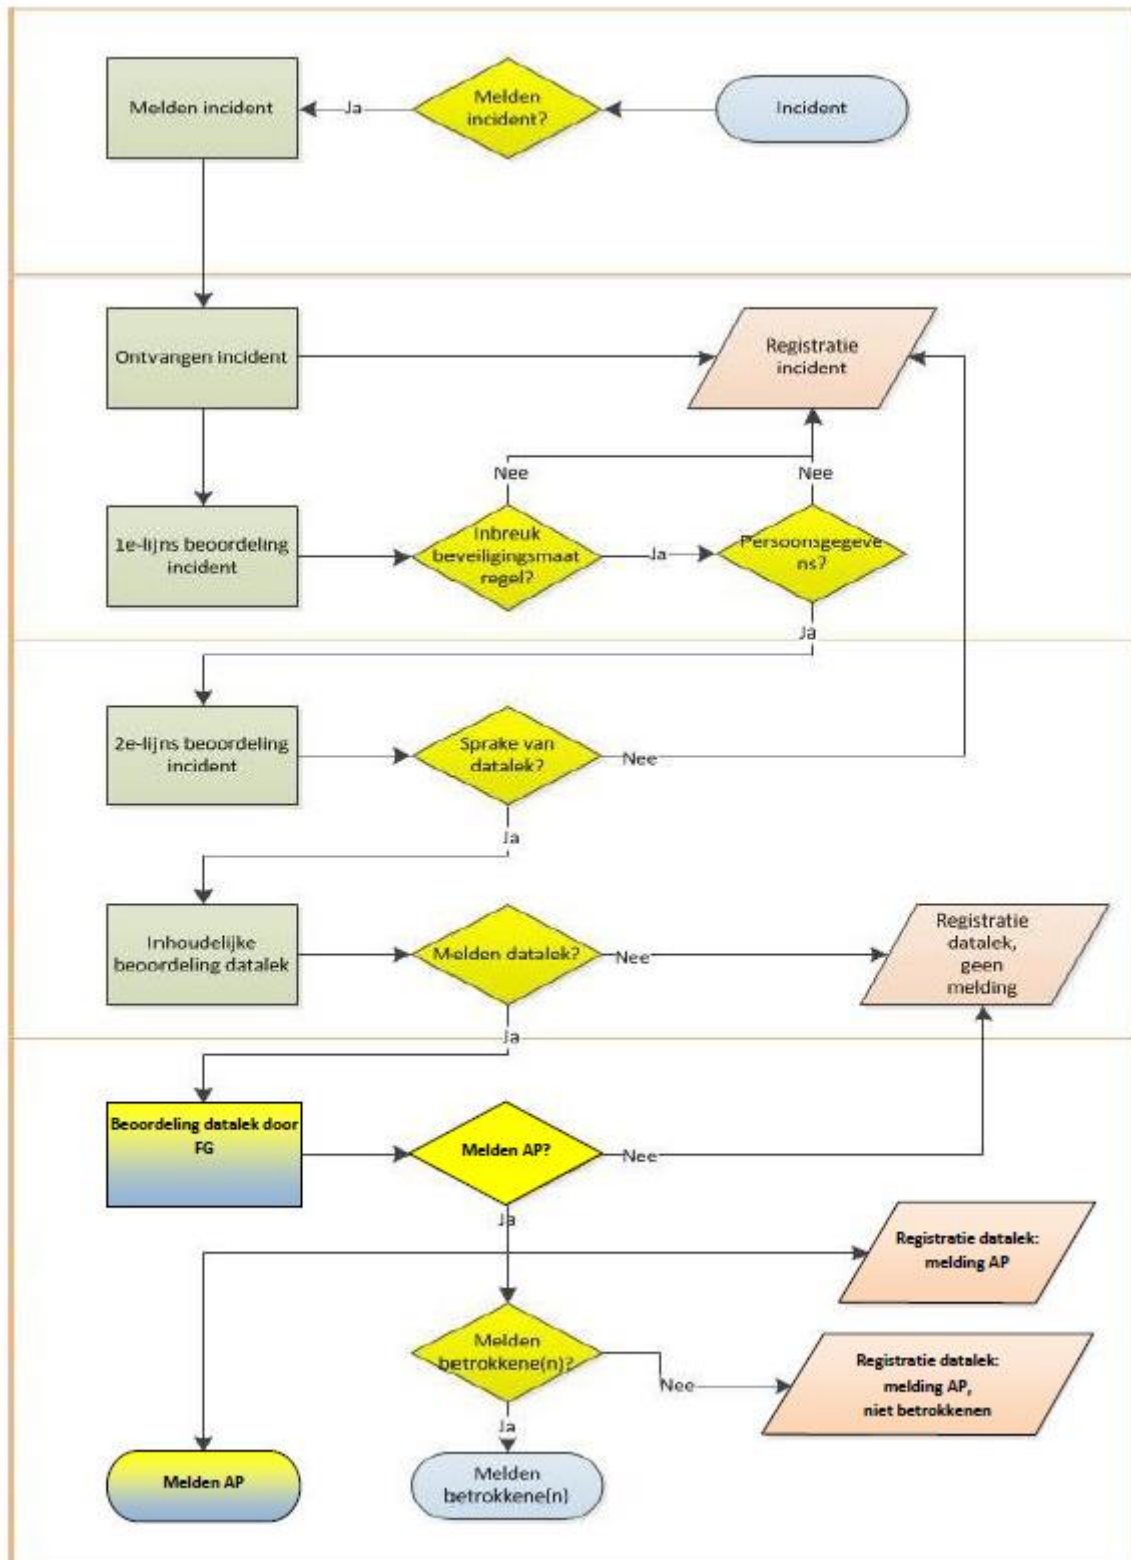 Melden incident
Ja
Melden
incident?
Incident
Ontvangen incident
Registratie
incident
Nee
Nee
1e-lijns beoordeling
incident
Inbreuk
beveiligingsmaat
regel?
Ja
Persoonsgegeve
ns?
Ja
2e-lijns beoordeling
incident
Sprake van
datalek?
Nee
Ja
Inhoudelijke
beoordeling datalek
Melden datalek?
Nee
Registratie
datalek,
geen
melding
Ja
Beoordeling datalek door
FG
Melden AP?
Nee
Ja
Registratie datalek:
melding AP
Melden
betrokkene(n)?
Nee
Registratie datalek:
melding AP,
niet betrokkenen
Ja
Melden AP
Melden
betrokkene(n)